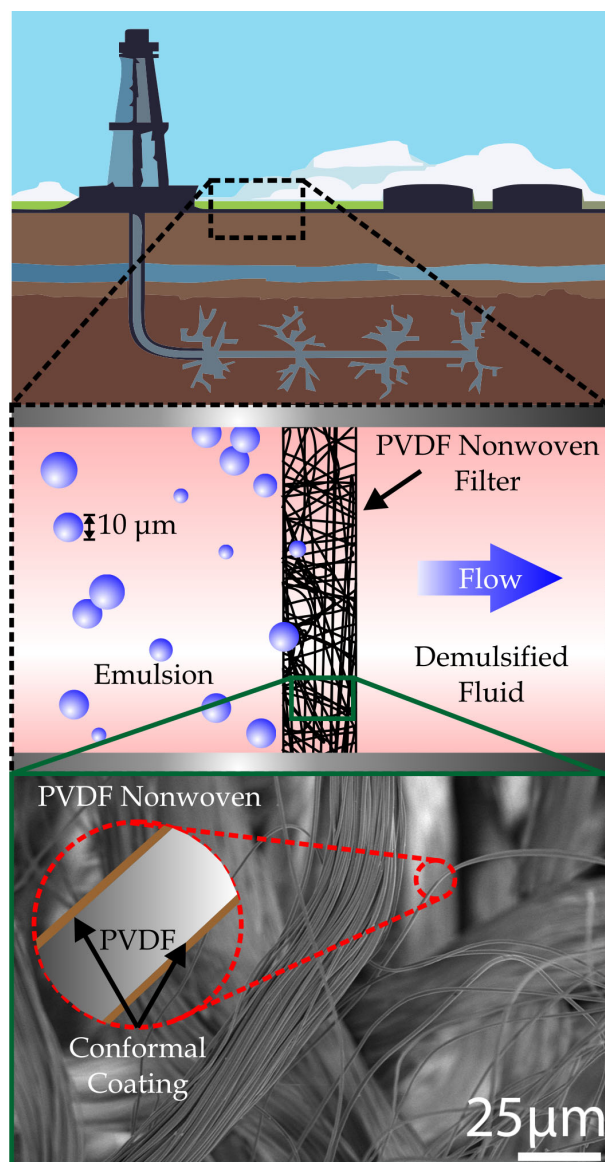 PVDF Nonwoven
Filter
10 μm
Flow
Emulsion
Demulsified
Fluid
PVDF Nonwoven
PVDF
Conformal
Coating
25μm